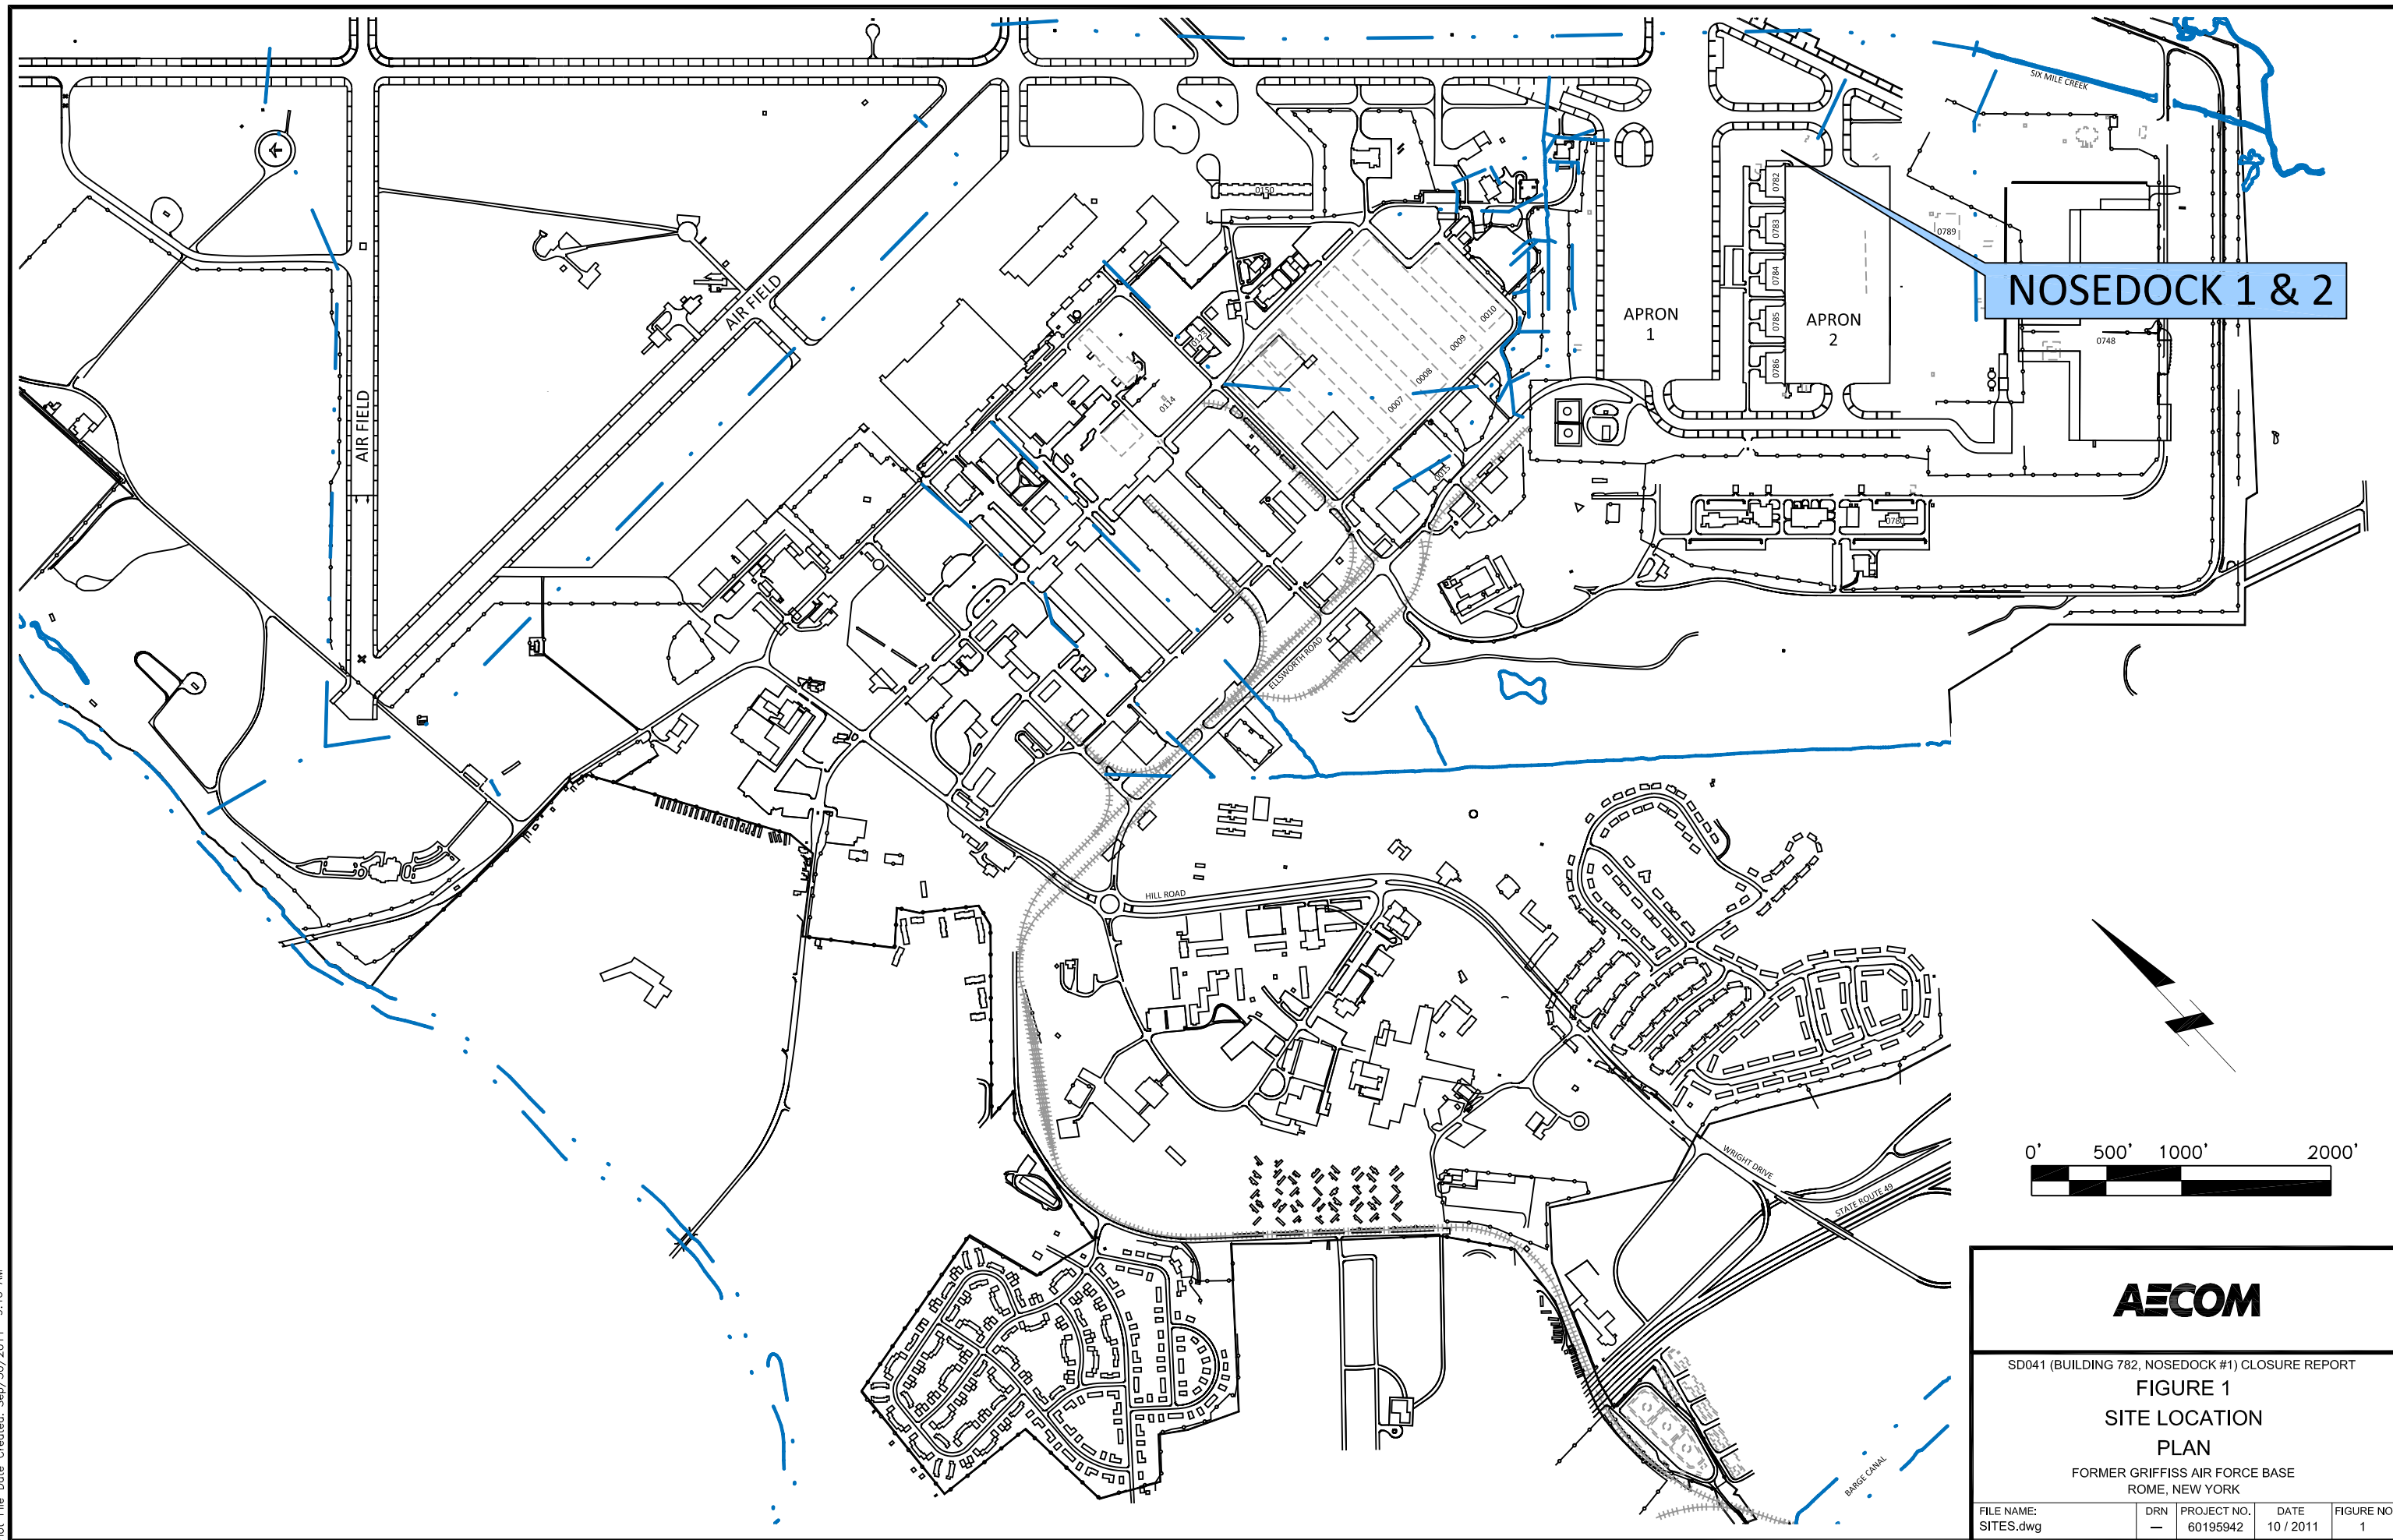 SIX MILE CREEK
0150
0782
0783
0784
0785
0786
0789
NOSEDOCK 1 & 2
0748
APRON
1
APRON
2
AIR FIELD
AIR FIELD
0123
0114
0010
0009
0008
0007
0015
0780
ELLSWORTH ROAD
HILL ROAD
WRIGHT DRIVE
STATE ROUTE 49
BARGE CANAL
0' 500' 1000' 2000'
AECOM
SD041 (BUILDING 782, NOSEDOCK #1) CLOSURE REPORT
FIGURE 1
SITE LOCATION
PLAN
FORMER GRIFFISS AIR FORCE BASE
ROME, NEW YORK
FILE NAME: DRN PROJECT NO. DATE FIGURE NO
SITES.dwg — 60195942 10 / 2011 1